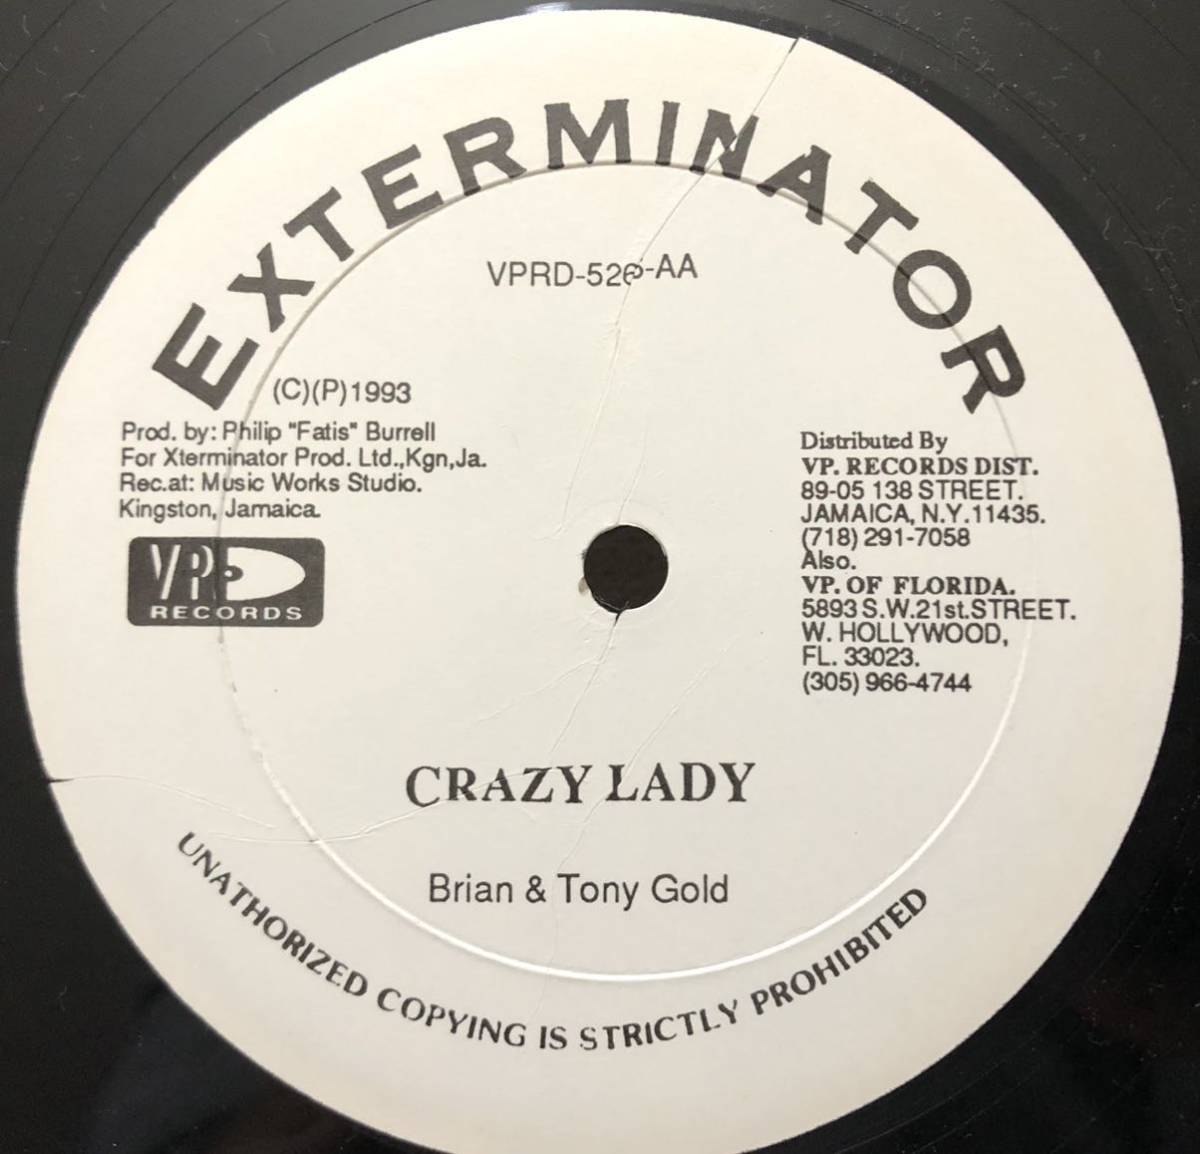 EXTERMINATOR
VPRD-526-AA
(C)(P)1993
Prod. by: Philip "Fatis" Burrell
For Xterminator Prod. Ltd.,Kgn,Ja.
Rec.at: Music Works Studio.
Kingston, Jamaica.
VP
RECORDS
Distributed By
VP. RECORDS DIST.
89-05 138 STREET.
JAMAICA, N.Y.11435.
(718) 291-7058
Also.
VP. OF FLORIDA.
5893 S.W.21st.STREET.
W. HOLLYWOOD,
FL. 33023.
(305) 966-4744
CRAZY LADY
Brian & Tony Gold
UNATHORIZED COPYING IS STRICTLY PROHIBITED